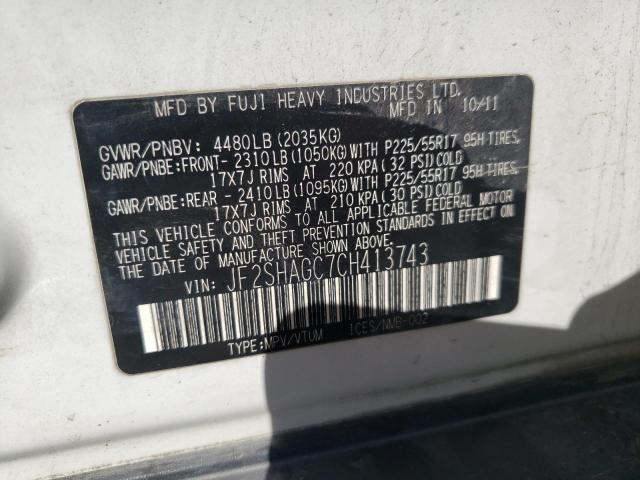 MFD BY FUJI HEAVY INDUSTRIES LTD.
MFD IN 10/11
GVWR/PNBV: 4480LB (2035KG)
GAWR/PNBE:FRONT-2310LB(1050KG)WITH P225/55R17 95H TIRES,
17X7J RIMS AT 220 KPA (32 PSI)COLD
GAWR/PNBE:REAR -2410LB(1095KG)WITH P225/55R17 95H TIRES,
17X7J RIMS AT 210 KPA (30 PSI)COLD
THIS VEHICLE CONFORMS TO ALL APPLICABLE FEDERAL MOTOR
VEHICLE SAFETY AND THEFT PREVENTION STANDARDS IN EFFECT ON
THE DATE OF MANUFACTURE SHOWN ABOVE.
VIN: JF2SHAGC7CH413743
TYPE:MPV/VTUM ICES/NMB-002